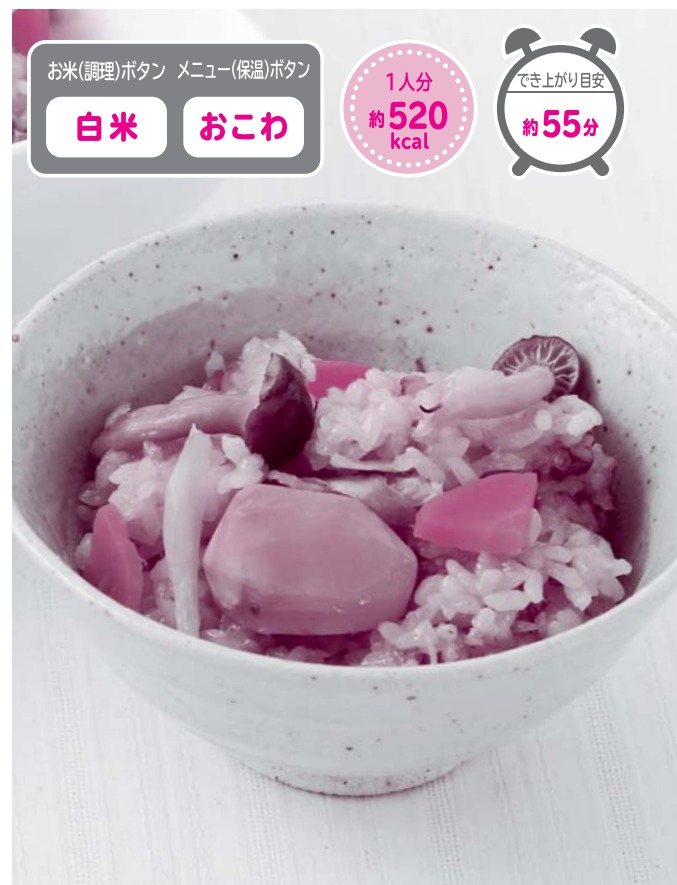 お米(調理)ボタン メニュー(保温)ボタン
白米 おこわ
1人分
約520
kcal
でき上がり目安
約55分